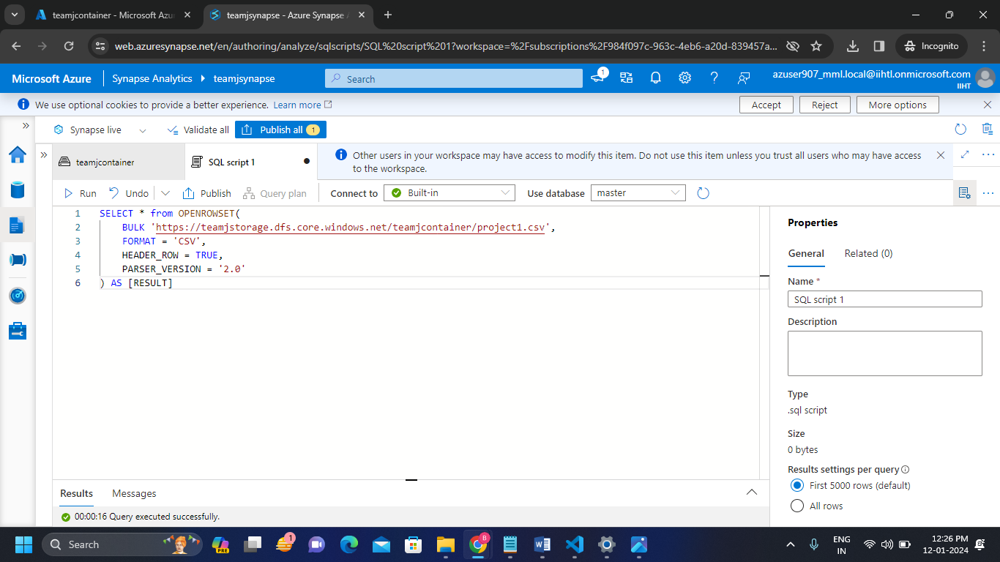 teamjcontainer - Microsoft Azu
teamjsynapse - Azure Synapse A
web.azuresynapse.net/en/authoring/analyze/sqlscripts/SQL%20script%201?workspace=%2Fsubscriptions%2F984f097c-963c-4eb6-a20d-839457a...
Incognito
Microsoft Azure
Synapse Analytics
teamjsynapse
Search
1
azuser907_mml.local@iihtl.onmicrosoft.com
IIHT
We use optional cookies to provide a better experience. Learn more
Accept
Reject
More options
Synapse live
Validate all
Publish all 1
teamjcontainer
SQL script 1
Other users in your workspace may have access to modify this item. Do not use this item unless you trust all users who may have access
to the workspace.
Run
Undo
Publish
Query plan
Connect to
Built-in
Use database
master
1 SELECT * from OPENROWSET(
2 BULK 'https://teamjstorage.dfs.core.windows.net/teamjcontainer/project1.csv',
3 FORMAT = 'CSV',
4 HEADER_ROW = TRUE,
5 PARSER_VERSION = '2.0'
6 ) AS [RESULT]
Properties
General
Related (0)
Name *
SQL script 1
Description
Type
.sql script
Size
0 bytes
Results settings per query
First 5000 rows (default)
All rows
Results
Messages
00:00:16 Query executed successfully.
Search
PRE
1
8
ENG
IN
12:26 PM
12-01-2024